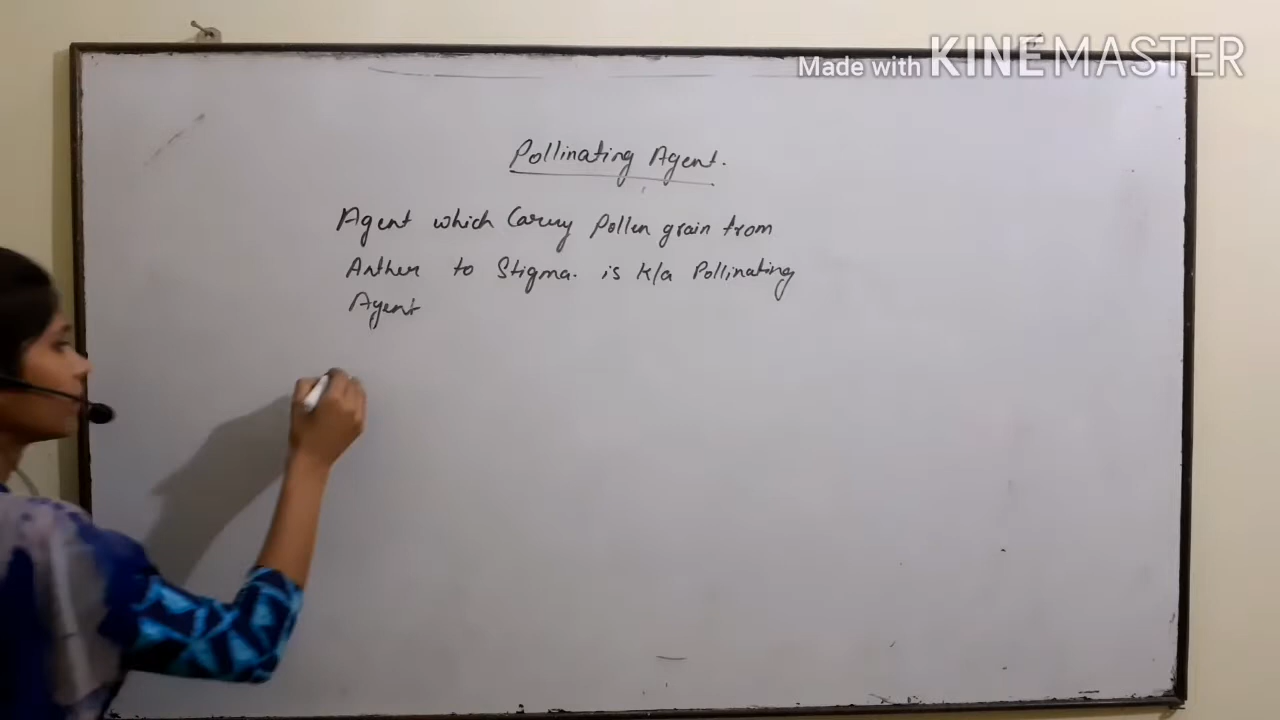 Made with KINEMASTER
Pollinating Agent.
Agent which Carry Pollen grain from
Anther to Stigma. is K/a Pollinating
Agent